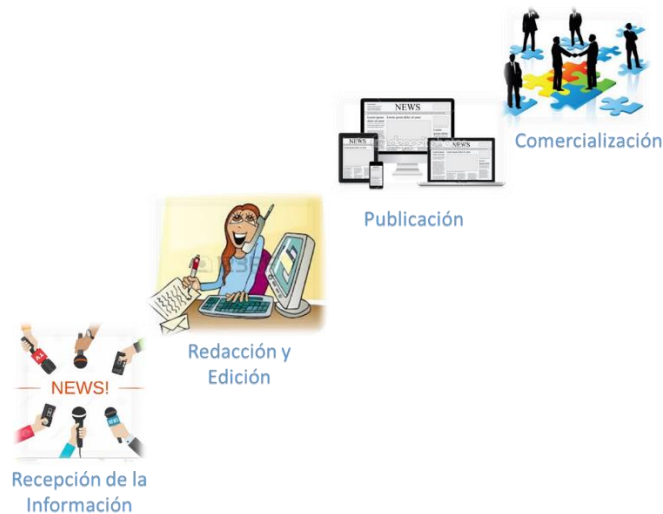 Comercialización
NEWS
NEWS
NEWS
Publicación
Redacción y
Edición
NEWS!
Recepción de la
Información